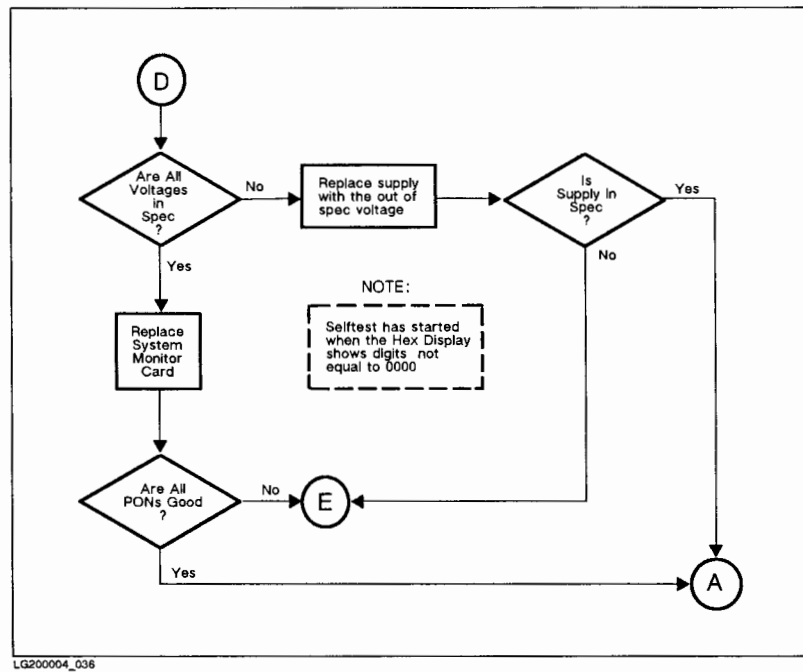 D
Are All
Voltages
in
Spec
?
No
Replace supply
with the out of
spec voltage
Is
Supply In
Spec
?
Yes
No
Yes
NOTE:
Selftest has started
when the Hex Display
shows digits not
equal to 0000
Replace
System
Monitor
Card
Are All
PONs Good
?
No
E
Yes
A
LG200004_036